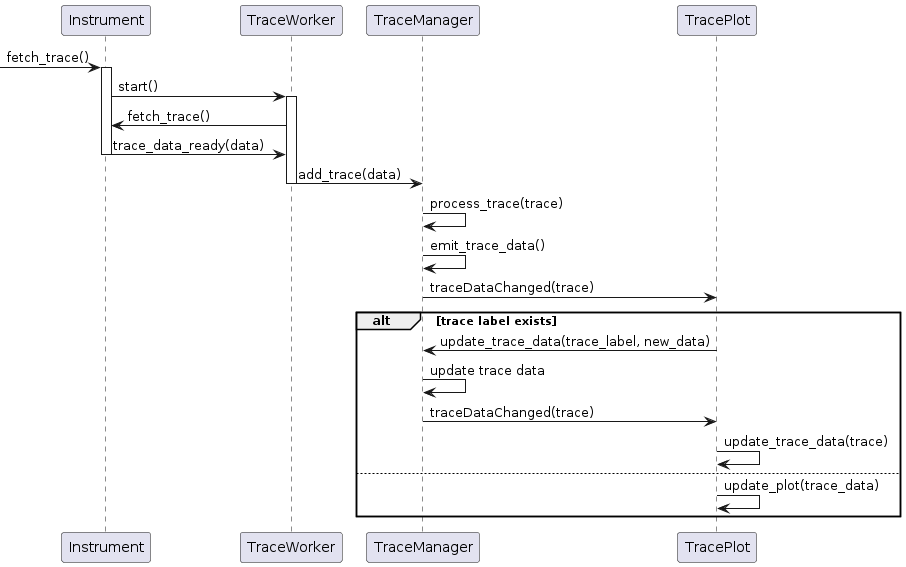 Instrument TraceWorker TraceManager TracePlot
fetch_trace()
start()
fetch_trace()
trace_data_ready(data)
add_trace(data)
process_trace(trace)
emit_trace_data()
traceDataChanged(trace)
alt [trace label exists]
update_trace_data(trace_label, new_data)
update trace data
traceDataChanged(trace)
update_trace_data(trace)
update_plot(trace_data)
Instrument TraceWorker TraceManager TracePlot